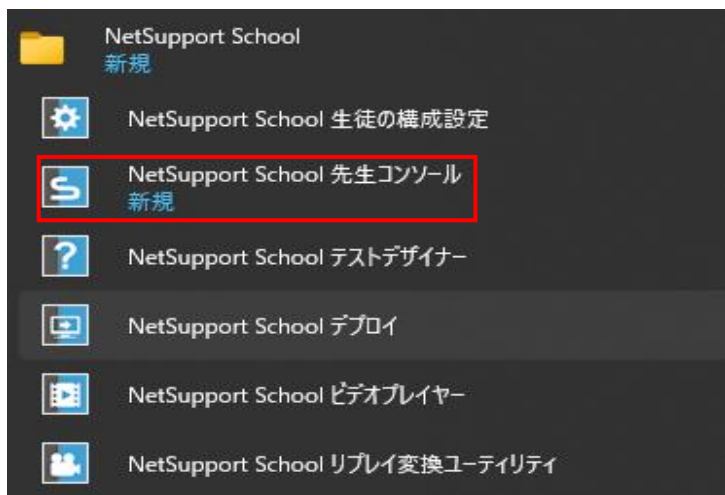 NetSupport School
新規
NetSupport School 生徒の構成設定
NetSupport School 先生コンソール
新規
NetSupport School テストデザイナー
NetSupport School デプロイ
NetSupport School ビデオプレイヤー
NetSupport School リプレイ変換ユーティリティ